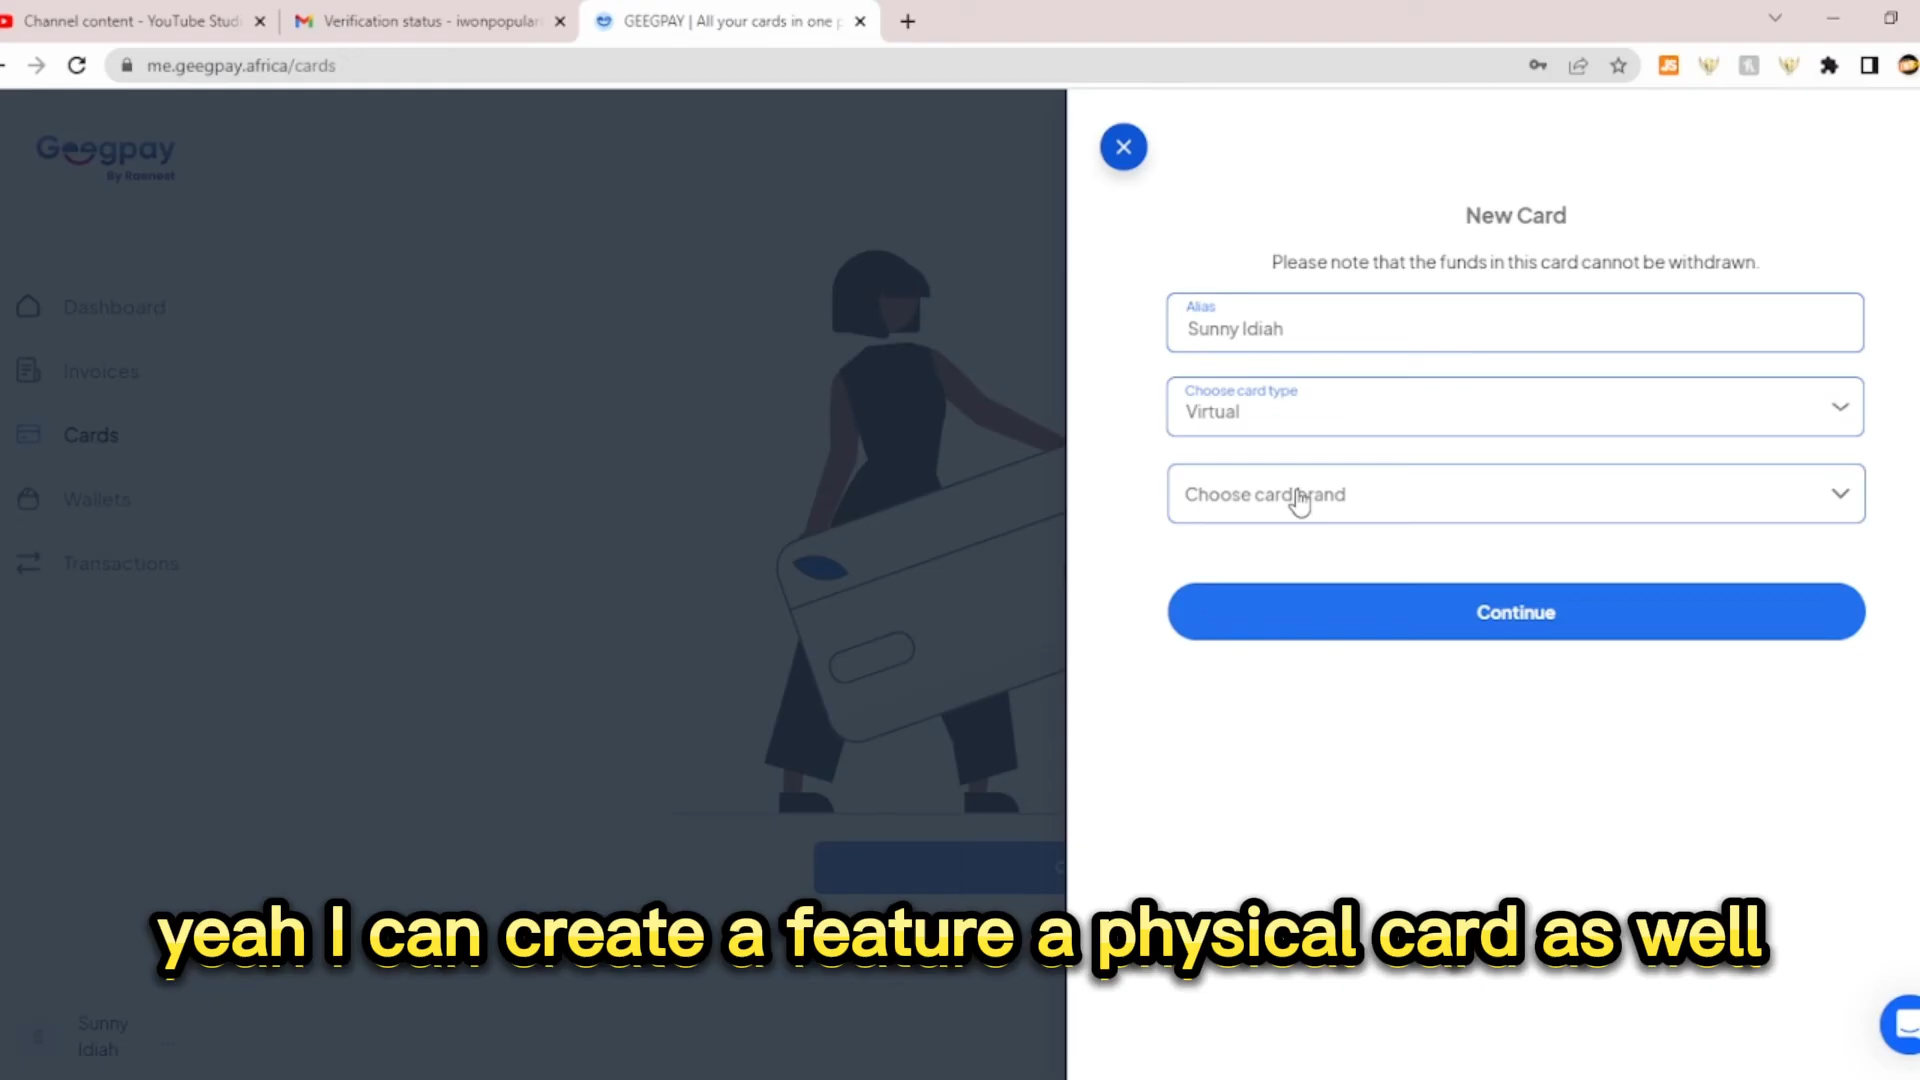 Channel content - YouTube Studi
Verification status - iwonpopular
GEEGPAY | All your cards in one p
me.geegpay.africa/cards
Geegpay
By Raenest
Dashboard
Invoices
Cards
Wallets
Transactions
Sunny
Idiah
New Card
Please note that the funds in this card cannot be withdrawn.
Alias
Sunny Idiah
Choose card type
Virtual
Choose card brand
Continue
yeah I can create a feature a physical card as well